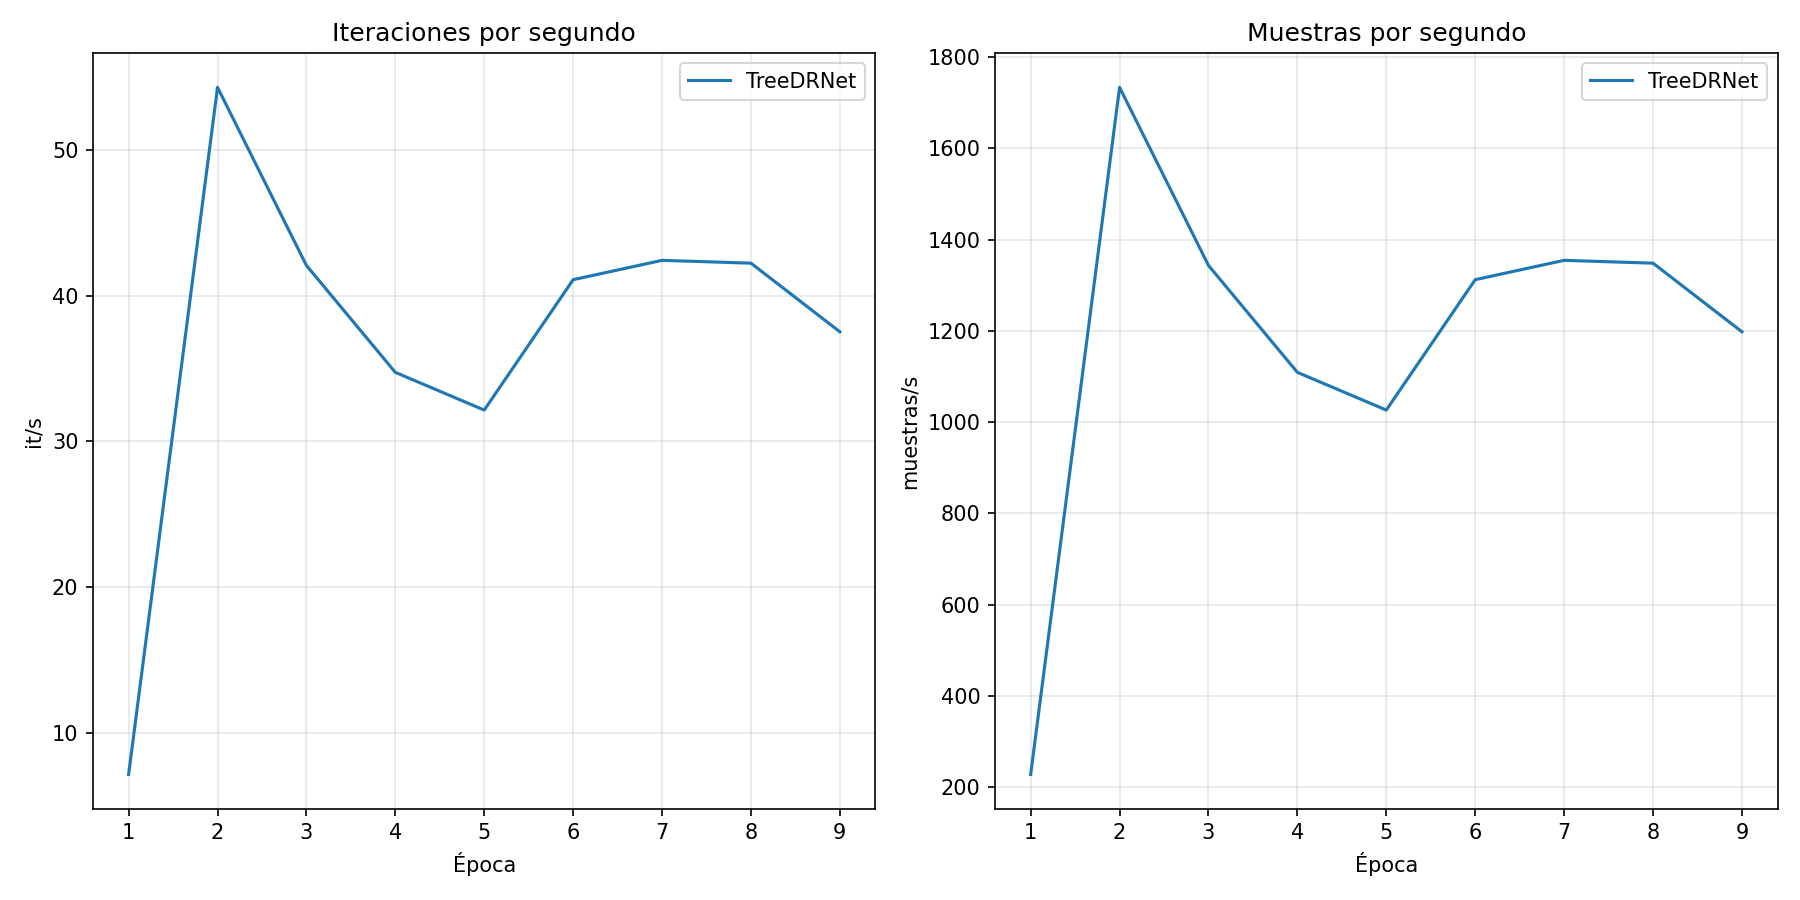 Iteraciones por segundo
TreeDRNet
50
40
30
20
10
it/s
1 2 3 4 5 6 7 8 9
Época
Muestras por segundo
TreeDRNet
1800
1600
1400
1200
1000
800
600
400
200
muestras/s
1 2 3 4 5 6 7 8 9
Época